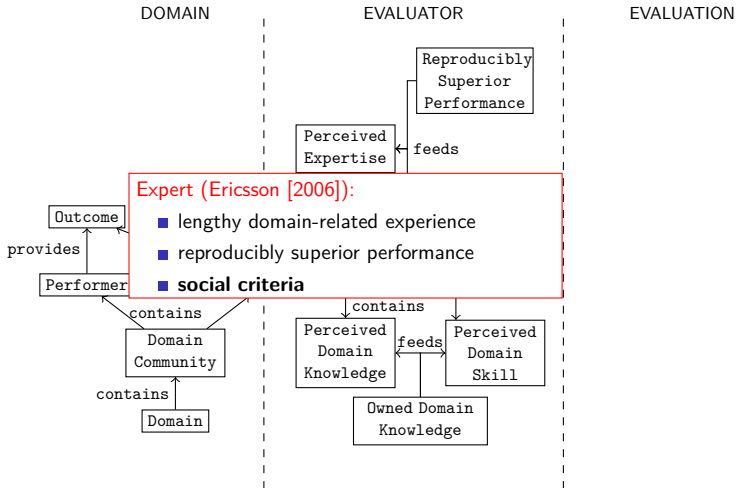 DOMAIN
EVALUATOR
EVALUATION
Reproducibly
Superior
Performance
Perceived
Expertise
feeds
Expert (Ericsson [2006]):
lengthy domain-related experience
reproducibly superior performance
social criteria
Outcome
provides
Performer
contains
Domain
Community
contains
Domain
contains
Perceived
Domain
Knowledge
feeds
Perceived
Domain
Skill
Owned Domain
Knowledge